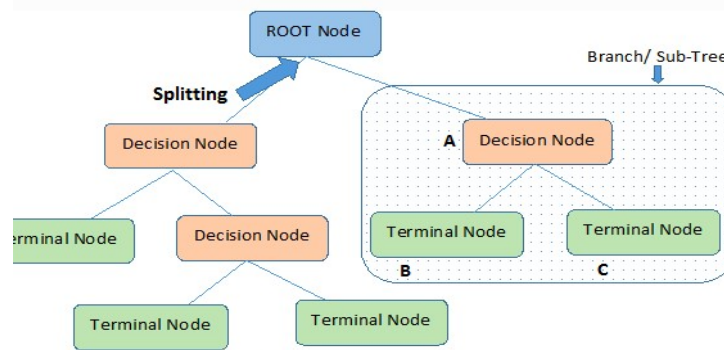 ROOT Node
Branch/ Sub-Tree
Splitting
Decision Node
A Decision Node
erminal Node
Decision Node
Terminal Node
Terminal Node
B
C
Terminal Node
Terminal Node